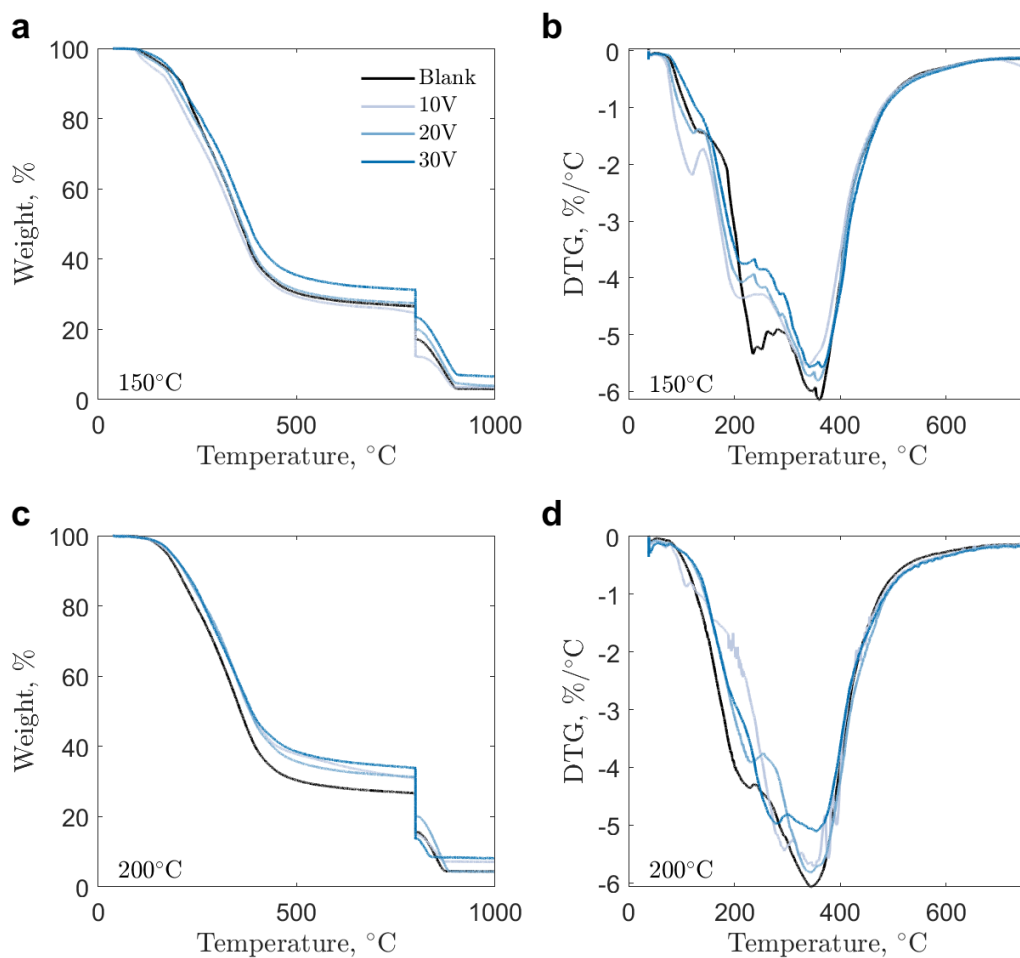 a
100
80
60
40
20
0
Weight, %
Blank
10V
20V
30V
150°C
0
500
1000
Temperature, °C
b
0
-1
-2
-3
-4
-5
-6
DTG, %/°C
150°C
0
200
400
600
Temperature, °C
c
100
80
60
40
20
0
Weight, %
200°C
0
500
1000
Temperature, °C
d
0
-1
-2
-3
-4
-5
-6
DTG, %/°C
200°C
0
200
400
600
Temperature, °C